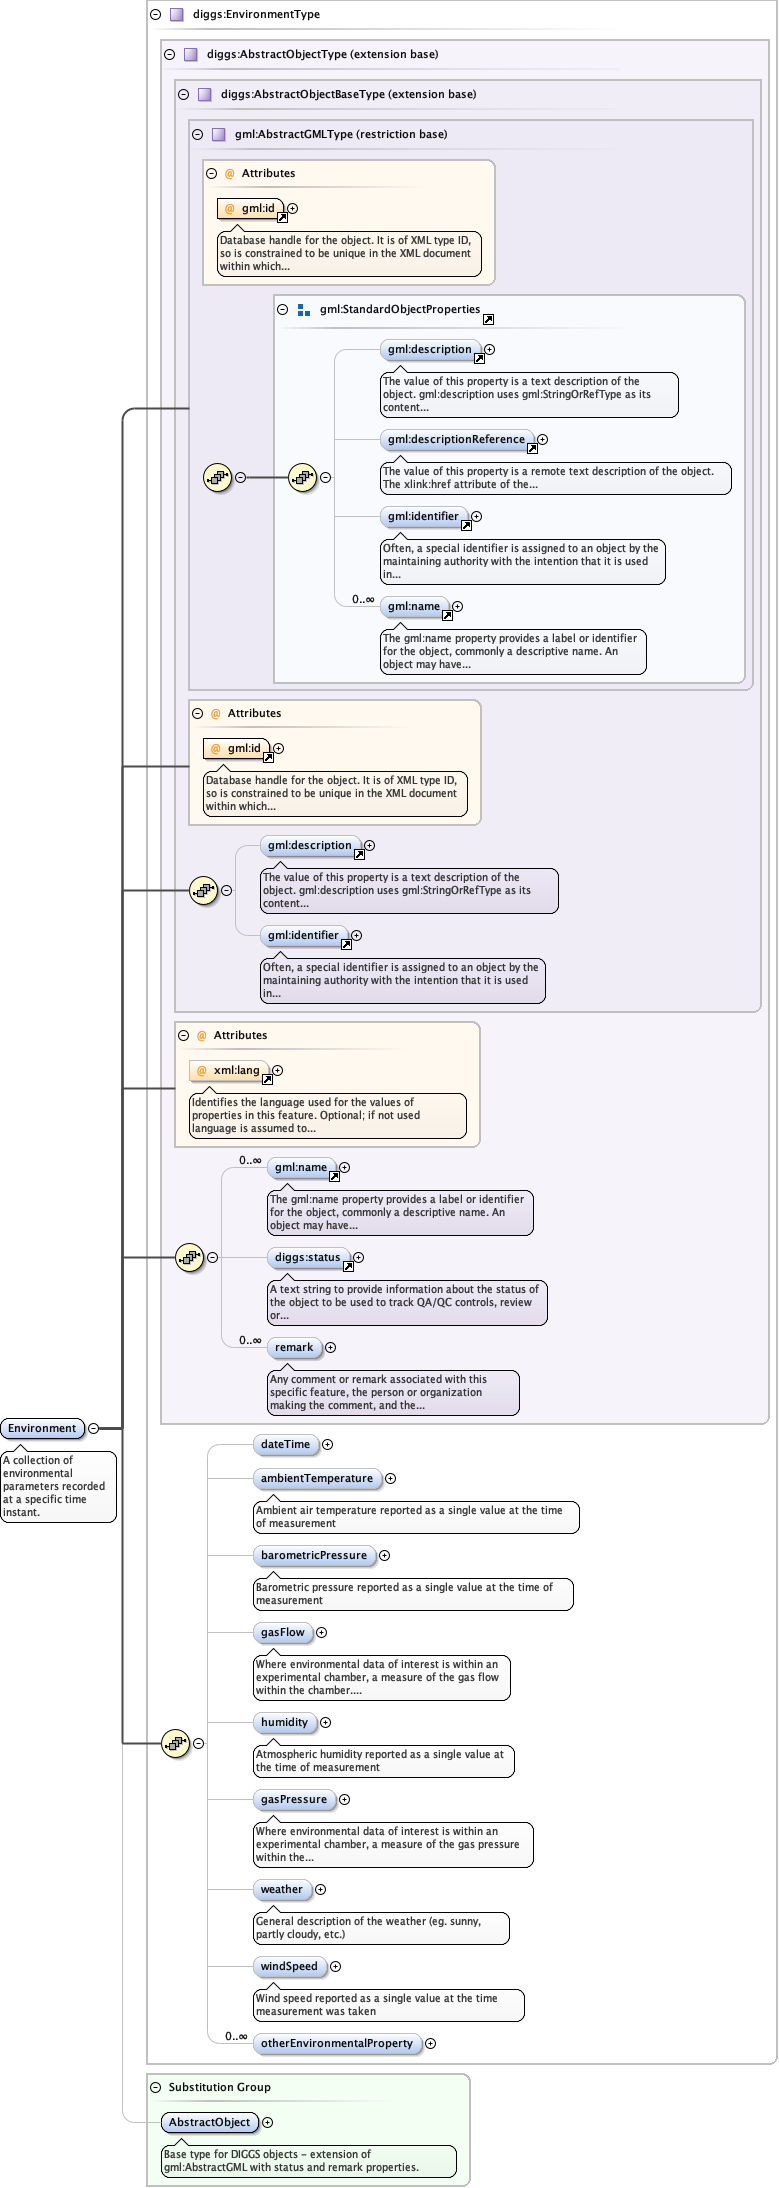 diggs:EnvironmentType
diggs:AbstractObjectType (extension base)
diggs:AbstractObjectBaseType (extension base)
gml:AbstractGMLType (restriction base)
@ Attributes
@ gml:id
Database handle for the object. It is of XML type ID,
so is constrained to be unique in the XML document
within which...
gml:StandardObjectProperties
gml:description
The value of this property is a text description of the
object. gml:description uses gml:StringOrRefType as its
content...
gml:descriptionReference
The value of this property is a remote text description of the object.
The xlink:href attribute of the...
gml:identifier
Often, a special identifier is assigned to an object by the
maintaining authority with the intention that it is used
in...
0..∞
gml:name
The gml:name property provides a label or identifier
for the object, commonly a descriptive name. An
object may have...
@ Attributes
@ gml:id
Database handle for the object. It is of XML type ID,
so is constrained to be unique in the XML document
within which...
gml:description
The value of this property is a text description of the
object. gml:description uses gml:StringOrRefType as its
content...
gml:identifier
Often, a special identifier is assigned to an object by the
maintaining authority with the intention that it is used
in...
@ Attributes
@ xml:lang
Identifies the language used for the values of
properties in this feature. Optional; if not used
language is assumed to...
0..∞
gml:name
The gml:name property provides a label or identifier
for the object, commonly a descriptive name. An
object may have...
diggs:status
A text string to provide information about the status of
the object to be used to track QA/QC controls, review
or...
0..∞
remark
Any comment or remark associated with this
specific feature, the person or organization
making the comment, and the...
Environment
A collection of
environmental
parameters recorded
at a specific time
instant.
dateTime
ambientTemperature
Ambient air temperature reported as a single value at the time
of measurement
barometricPressure
Barometric pressure reported as a single value at the time of
measurement
gasFlow
Where environmental data of interest is within an
experimental chamber, a measure of the gas flow
within the chamber....
humidity
Atmospheric humidity reported as a single value at
the time of measurement
gasPressure
Where environmental data of interest is within an
experimental chamber, a measure of the gas pressure
within the...
weather
General description of the weather (eg. sunny,
partly cloudy, etc.)
windSpeed
Wind speed reported as a single value at the time
measurement was taken
0..∞
otherEnvironmentalProperty
Substitution Group
AbstractObject
Base type for DIGGS objects - extension of
gml:AbstractGML with status and remark properties.